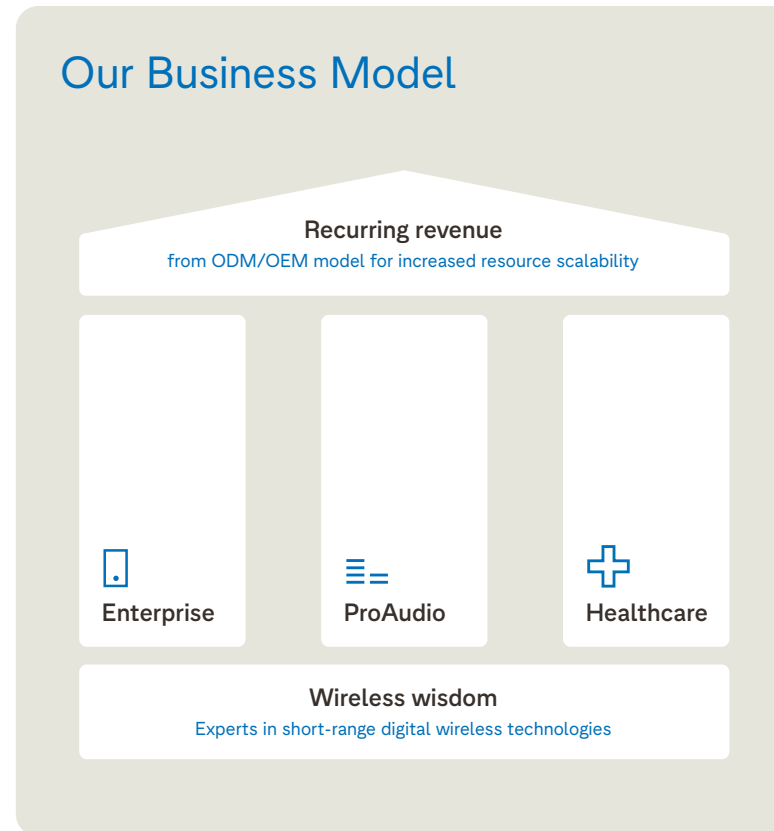 Our Business Model
Recurring revenue
from ODM/OEM model for increased resource scalability
Enterprise
ProAudio
Healthcare
Wireless wisdom
Experts in short-range digital wireless technologies